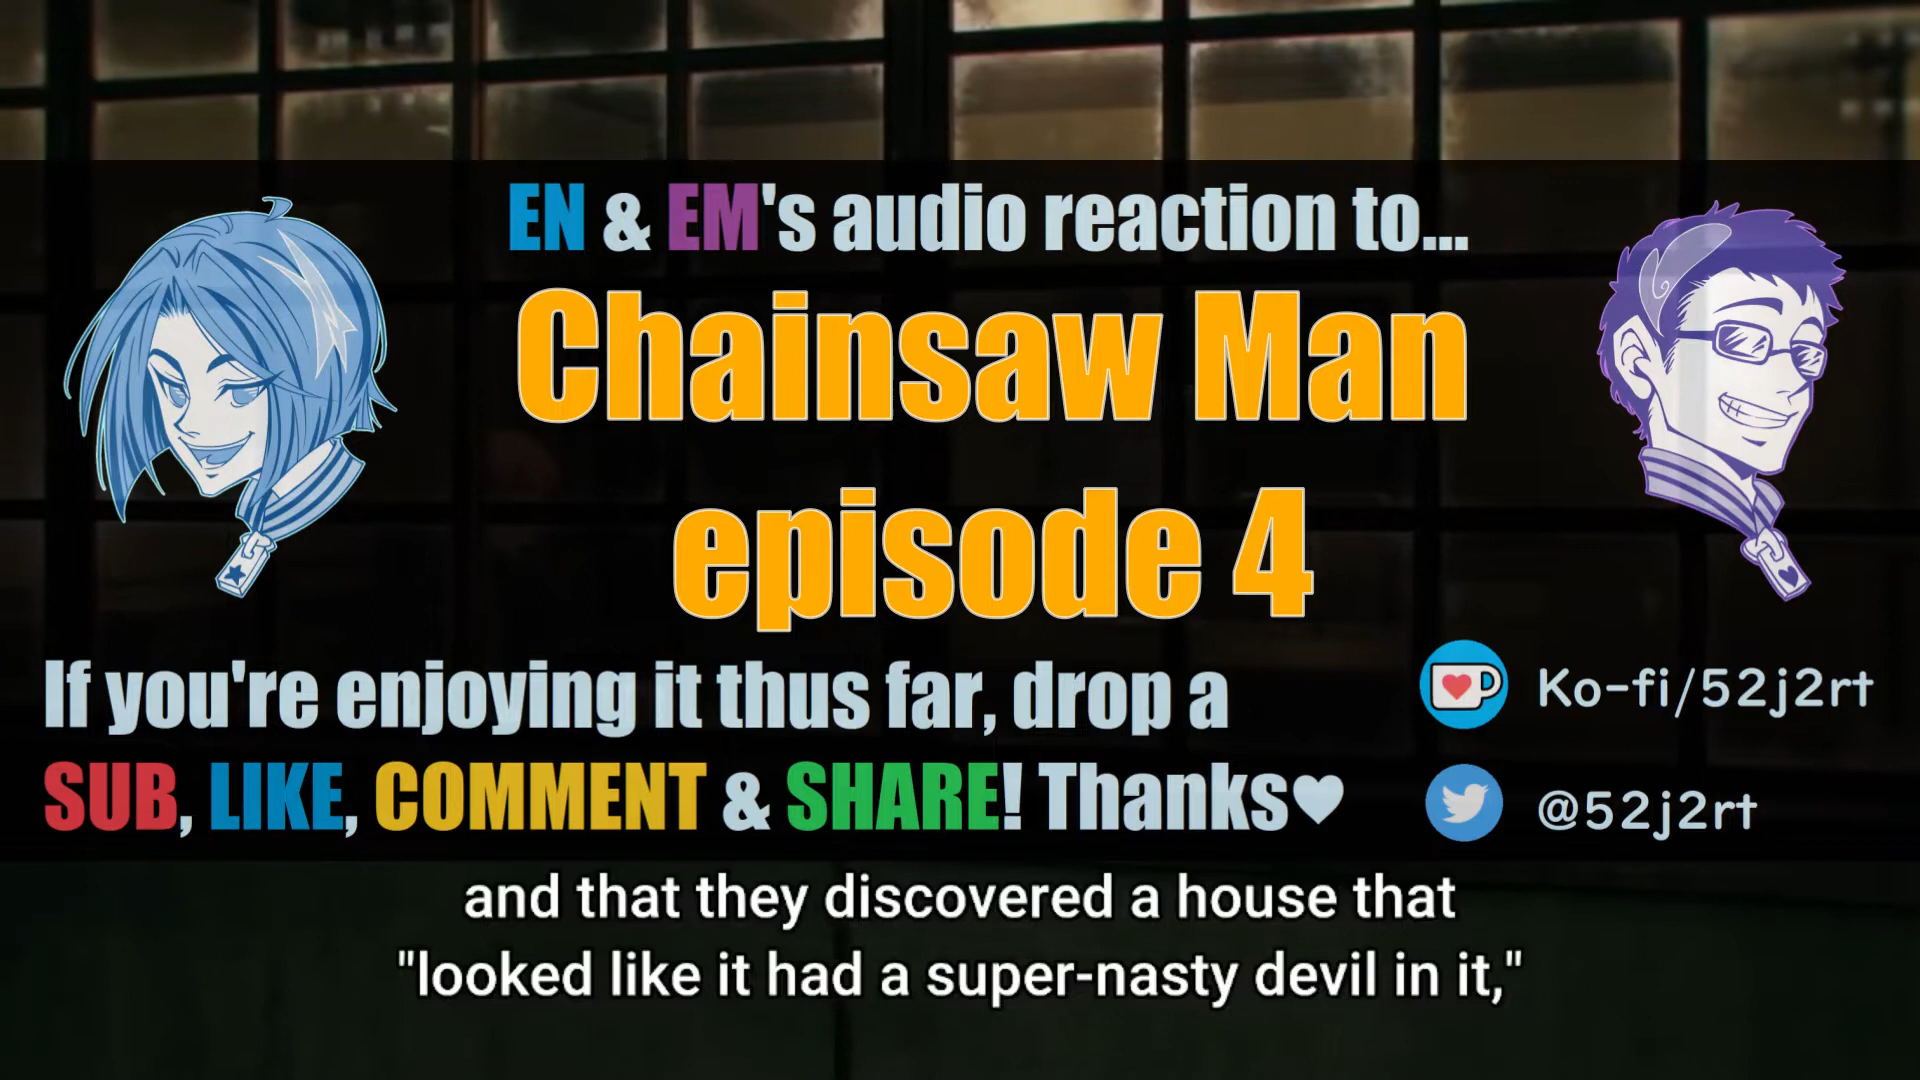 EN & EM's audio reaction to...
Chainsaw Man
episode 4
If you're enjoying it thus far, drop a
SUB, LIKE, COMMENT & SHARE! Thanks♥
Ko-fi/52j2rt
@52j2rt
and that they discovered a house that
"looked like it had a super-nasty devil in it,"